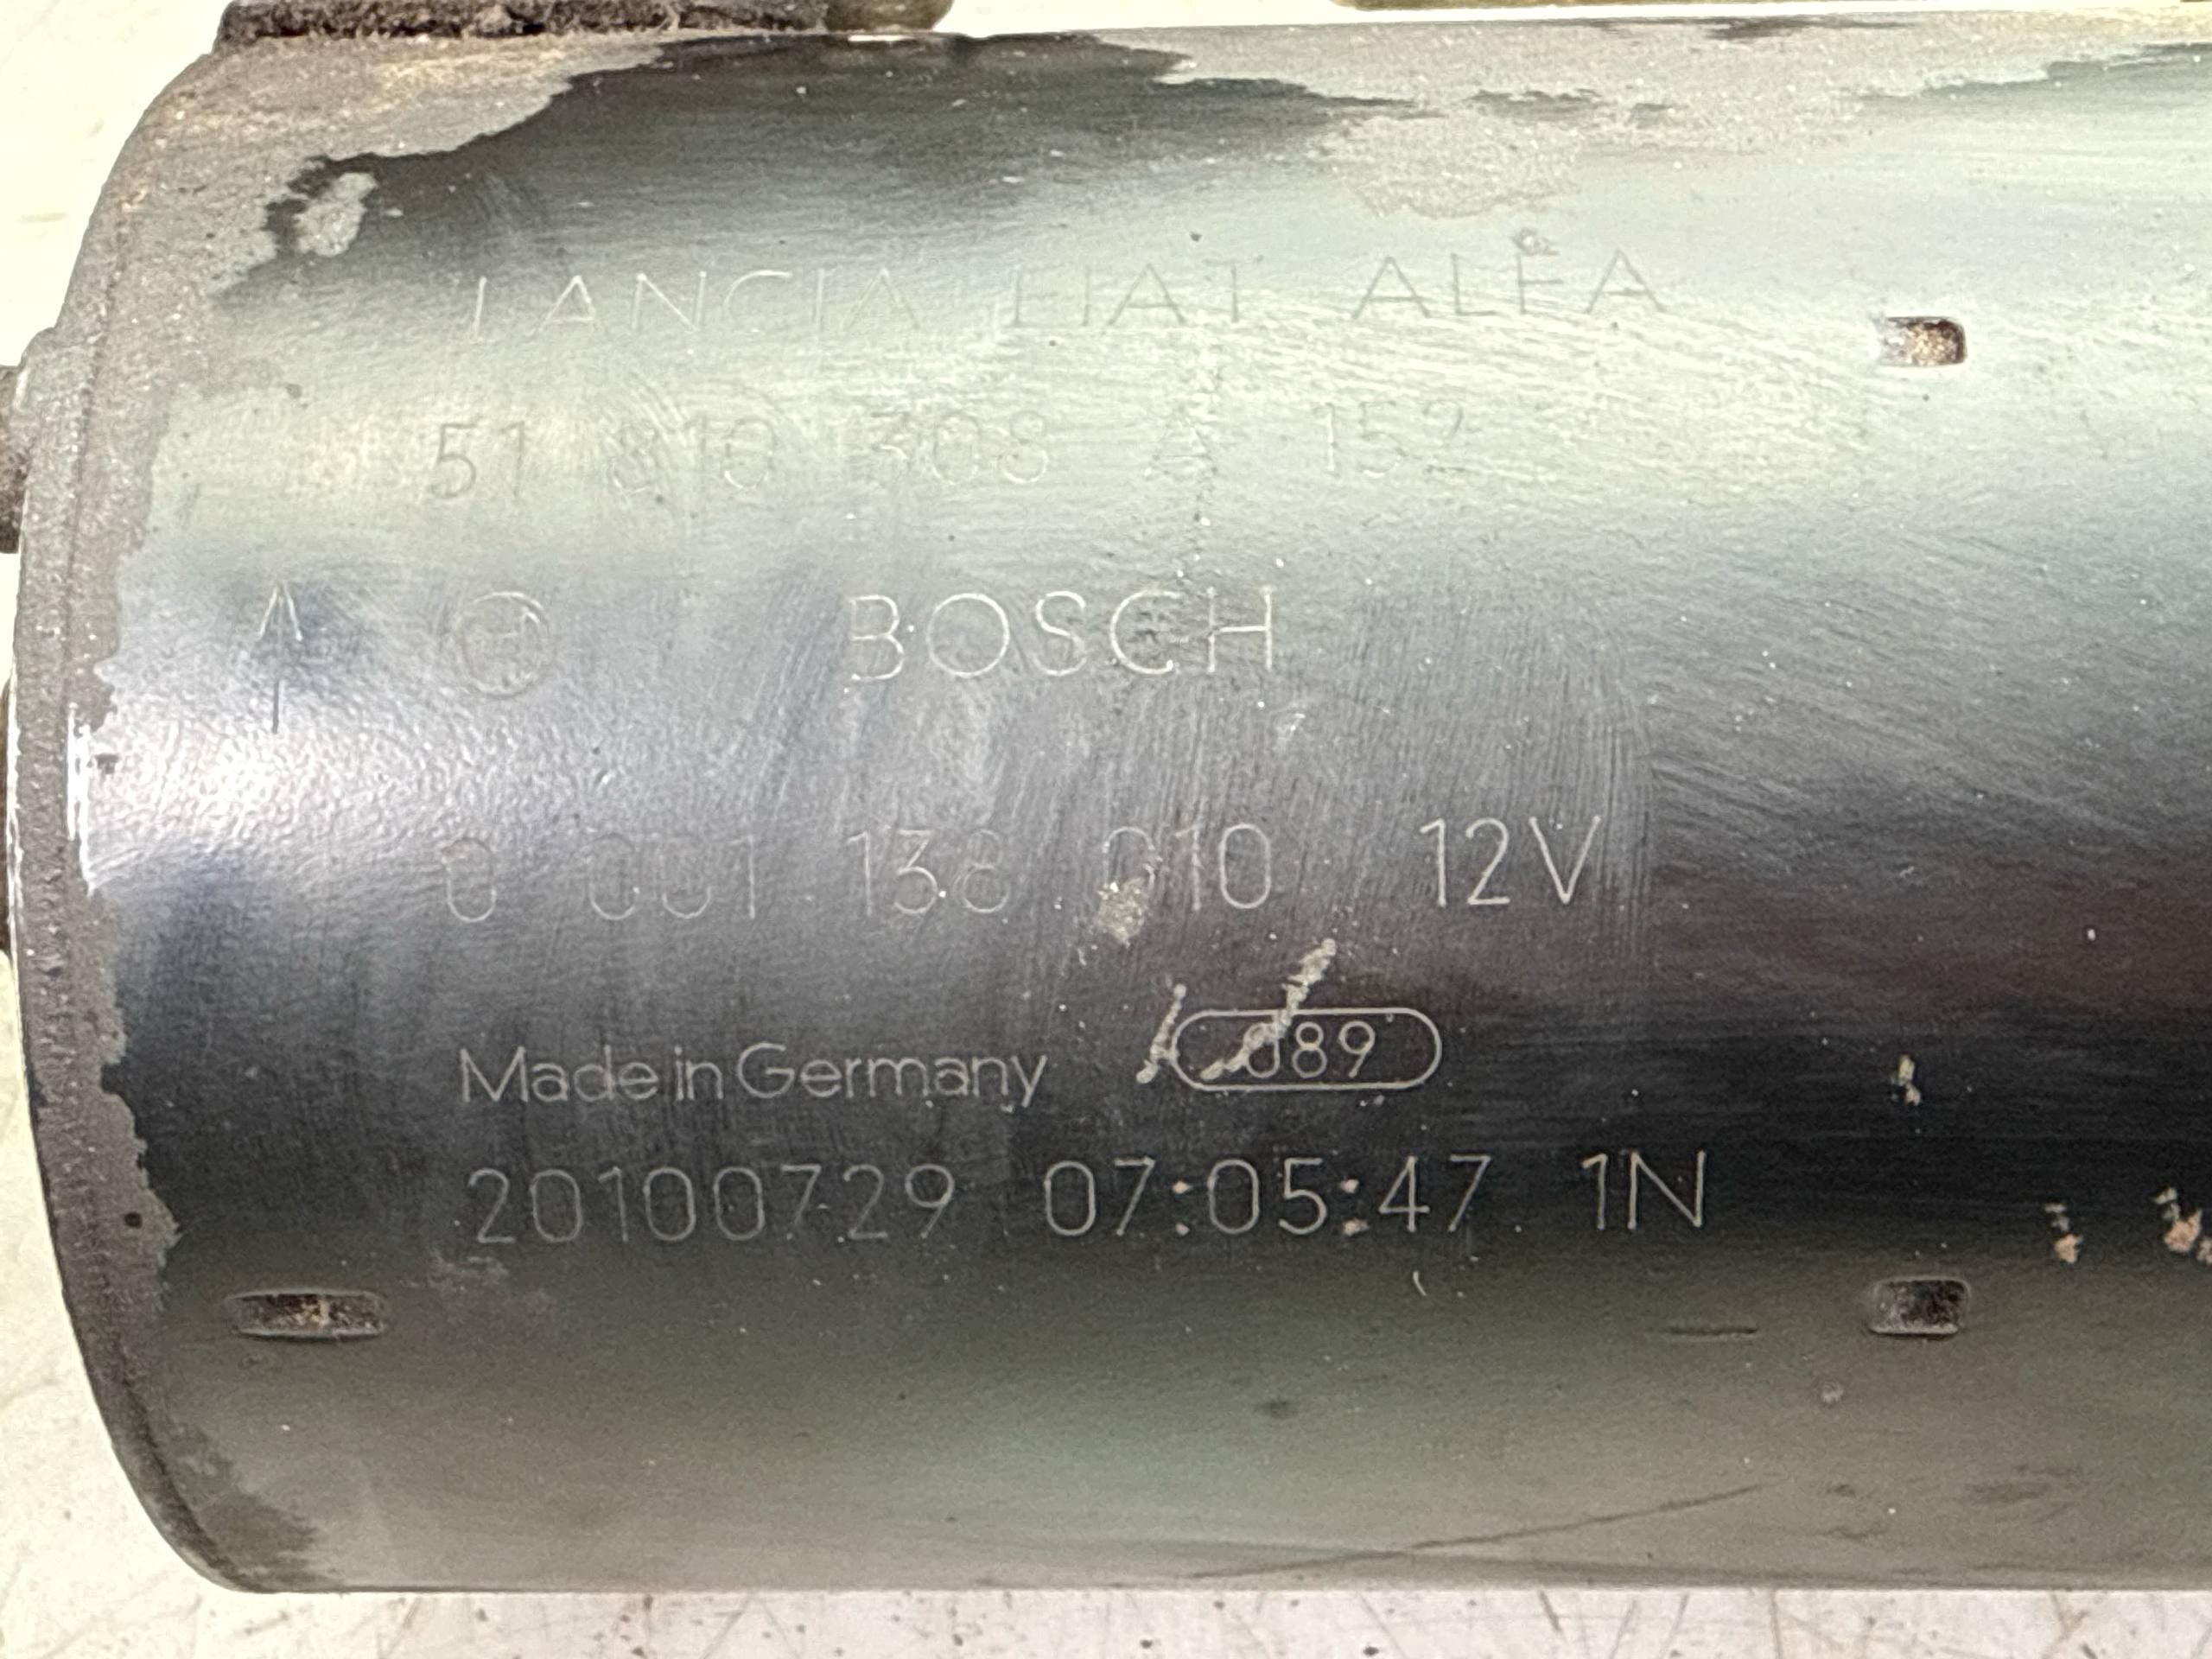 LANCIA FIAT ALFA
51 810 308 A 152
BOSCH
0 001 138 010 12V
Made in Germany 089
20100729 07:05:47 1N